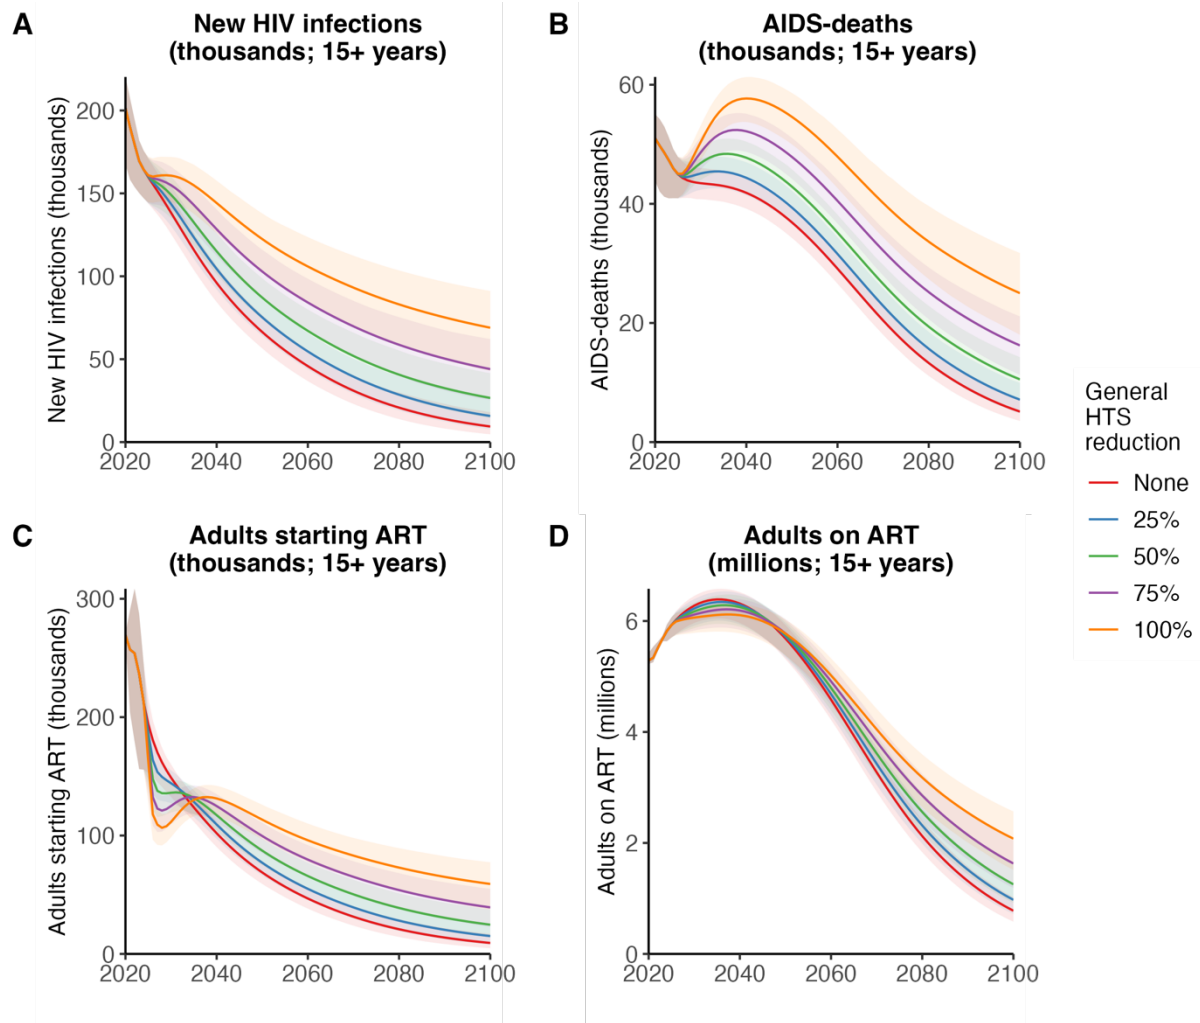 A
New HIV infections
(thousands; 15+ years)
New HIV infections (thousands)
200
150
100
50
0
2020
2040
2060
2080
2100
B
AIDS-deaths
(thousands; 15+ years)
AIDS-deaths (thousands)
60
40
20
0
2020
2040
2060
2080
2100
C
Adults starting ART
(thousands; 15+ years)
Adults starting ART (thousands)
300
200
100
0
2020
2040
2060
2080
2100
D
Adults on ART
(millions; 15+ years)
Adults on ART (millions)
6
4
2
0
2020
2040
2060
2080
2100
General
HTS
reduction
None
25%
50%
75%
100%